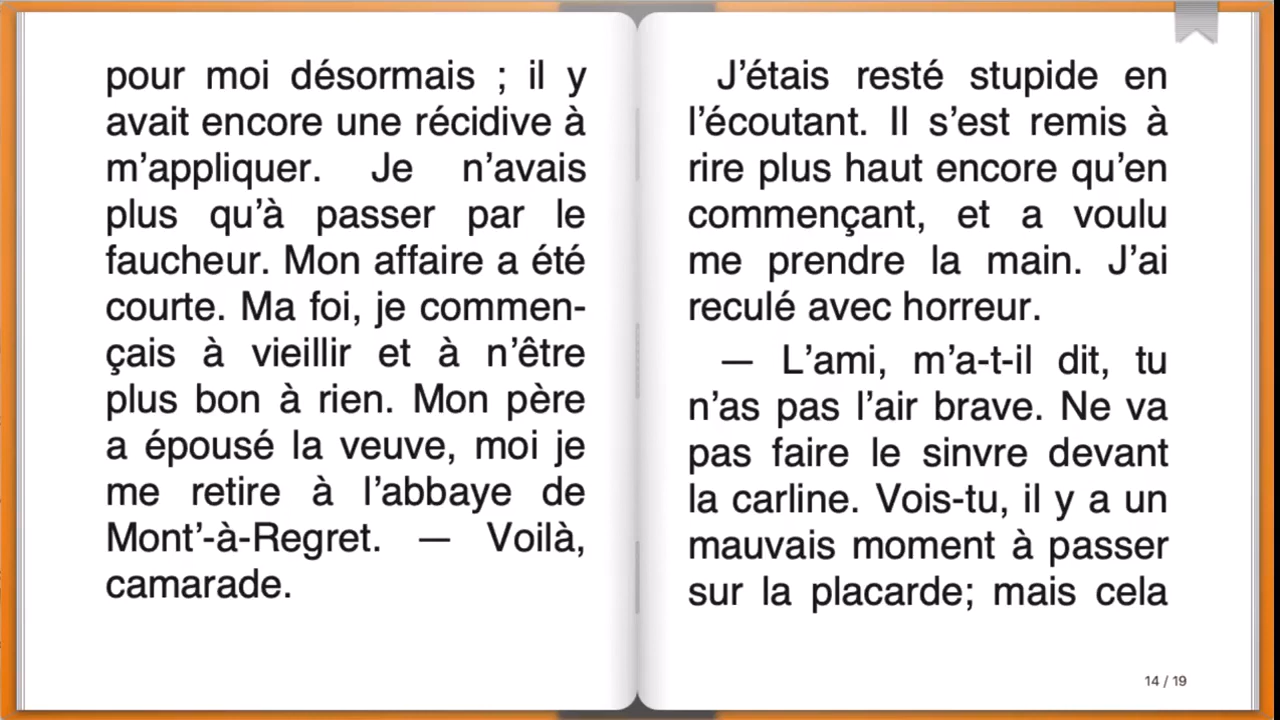 pour moi désormais ; il y
avait encore une récidive à
m’appliquer. Je n’avais
plus qu’à passer par le
faucheur. Mon affaire a été
courte. Ma foi, je commen-
çais à vieillir et à n’être
plus bon à rien. Mon père
a épousé la veuve, moi je
me retire à l’abbaye de
Mont’-à-Regret. — Voilà,
camarade.
J’étais resté stupide en
l’écoutant. Il s’est remis à
rire plus haut encore qu’en
commençant, et a voulu
me prendre la main. J’ai
reculé avec horreur.
— L’ami, m’a-t-il dit, tu
n’as pas l’air brave. Ne va
pas faire le sinvre devant
la carline. Vois-tu, il y a un
mauvais moment à passer
sur la placarde; mais cela
14 / 19